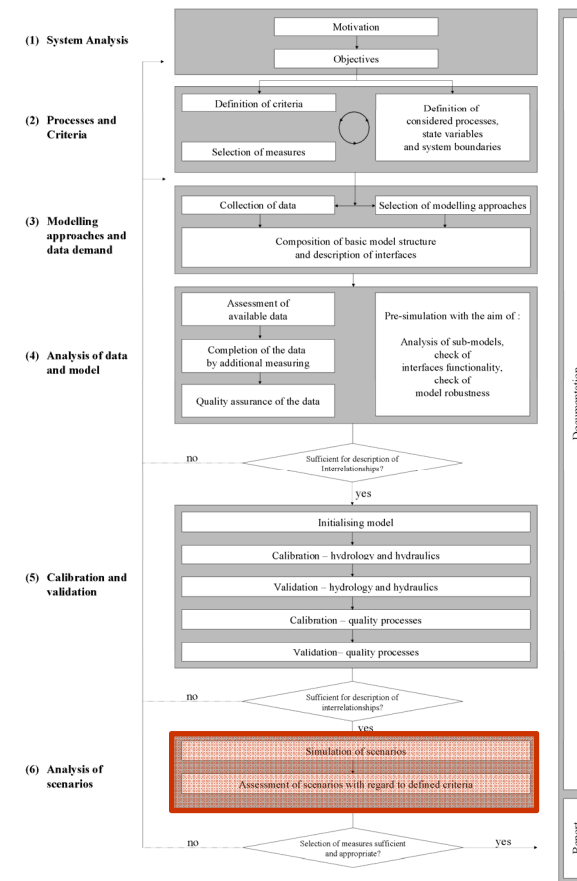 (1) System Analysis
Motivation
Objectives
(2) Processes and
Criteria
Definition of criteria
Selection of measures
Definition of
considered processes,
state variables
and system boundaries
(3) Modelling
approaches and
data demand
Collection of data
Selection of modelling approaches
Composition of basic model structure
and description of interfaces
(4) Analysis of data
and model
Assessment of
available data
Completion of the data
by additional measuring
Quality assurance of the data
Pre-simulation with the aim of :
Analysis of sub-models,
check of
interfaces functionality,
check of
model robustness
no
Sufficient for description of
Interrelationships?
yes
(5) Calibration and
validation
Initialising model
Calibration – hydrology and hydraulics
Validation – hydrology and hydraulics
Calibration – quality processes
Validation– quality processes
no
Sufficient for description of
interrelationships?
yes
(6) Analysis of
scenarios
Simulation of scenarios
Assessment of scenarios with regard to defined criteria
no
Selection of measures sufficient
and appropriate?
yes
Documentation
Report